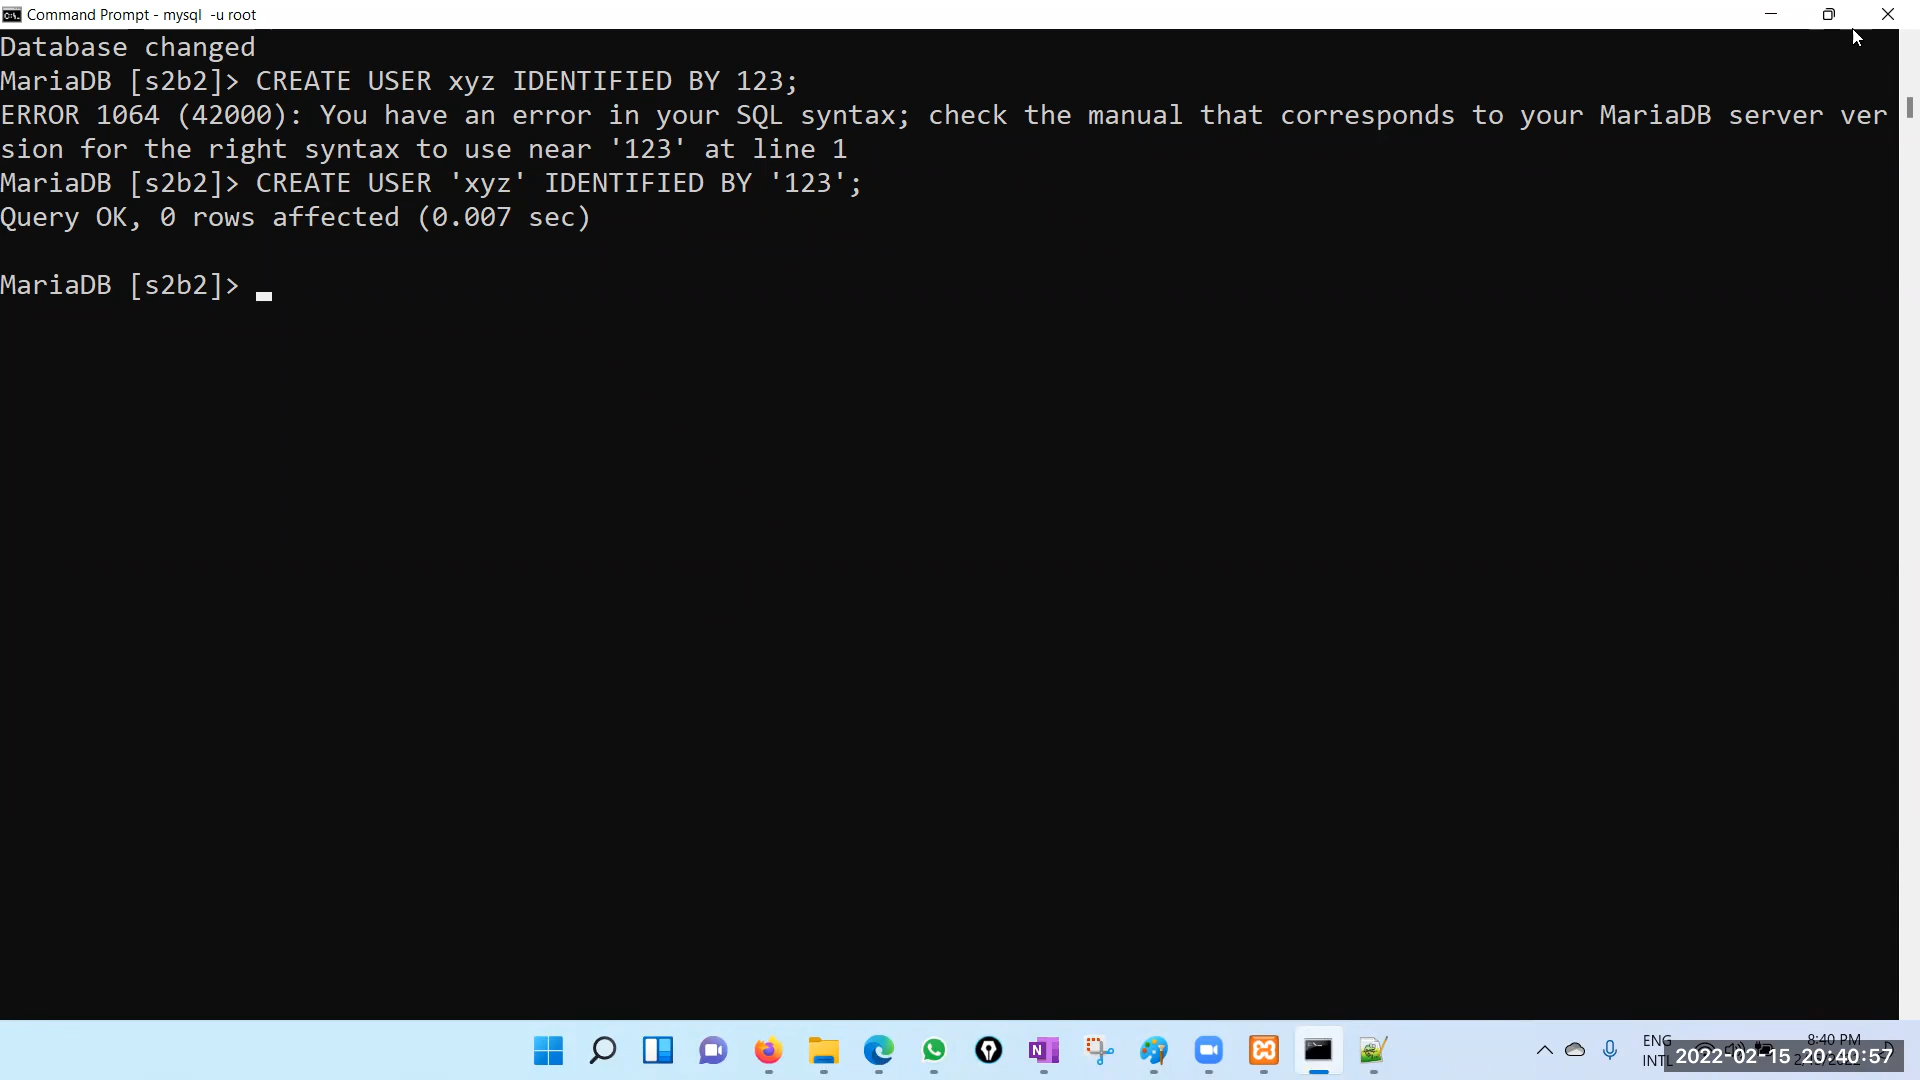 Command Prompt - mysql  -u root
Database changed
MariaDB [s2b2]> CREATE USER xyz IDENTIFIED BY 123;
ERROR 1064 (42000): You have an error in your SQL syntax; check the manual that corresponds to your MariaDB server ver
sion for the right syntax to use near '123' at line 1
MariaDB [s2b2]> CREATE USER 'xyz' IDENTIFIED BY '123';
Query OK, 0 rows affected (0.007 sec)
MariaDB [s2b2]>
ENG
INTL
8:40 PM
2022-02-15 20:40:57